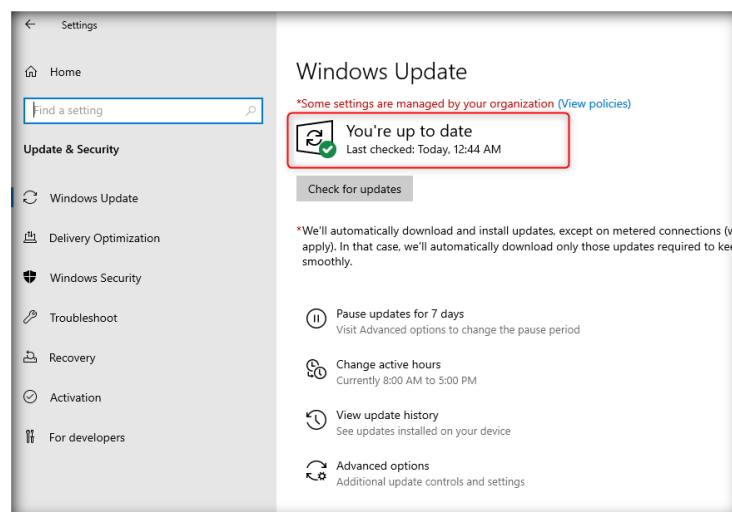 Settings
Home
Find a setting
Update & Security
Windows Update
Delivery Optimization
Windows Security
Troubleshoot
Recovery
Activation
For developers
Windows Update
*Some settings are managed by your organization (View policies)
You're up to date
Last checked: Today, 12:44 AM
Check for updates
*We'll automatically download and install updates, except on metered connections (
apply). In that case, we'll automatically download only those updates required to
smoothly.
Pause updates for 7 days
Visit Advanced options to change the pause period
Change active hours
Currently 8:00 AM to 5:00 PM
View update history
See updates installed on your device
Advanced options
Additional update controls and settings